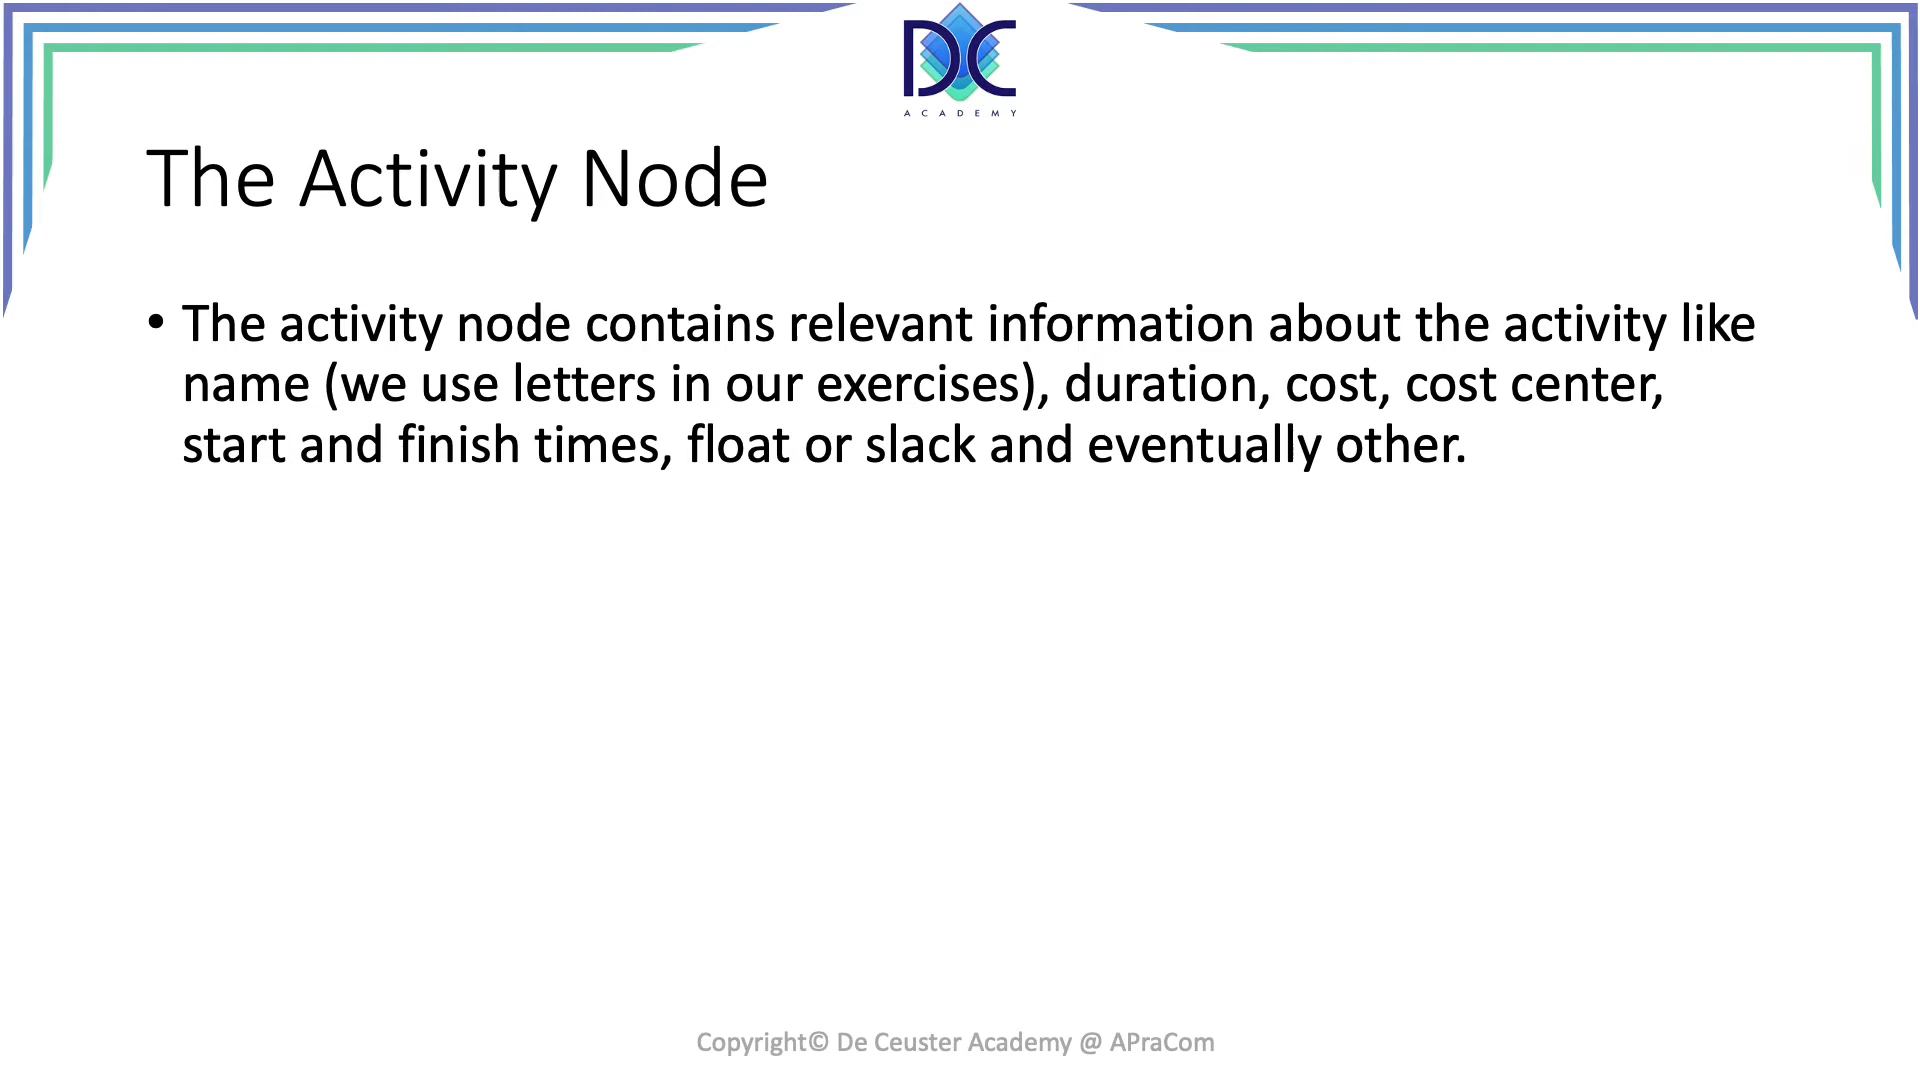 DC
ACADEMY
The Activity Node
• The activity node contains relevant information about the activity like
name (we use letters in our exercises), duration, cost, cost center,
start and finish times, float or slack and eventually other.
Copyright© De Ceuster Academy @ APraCom